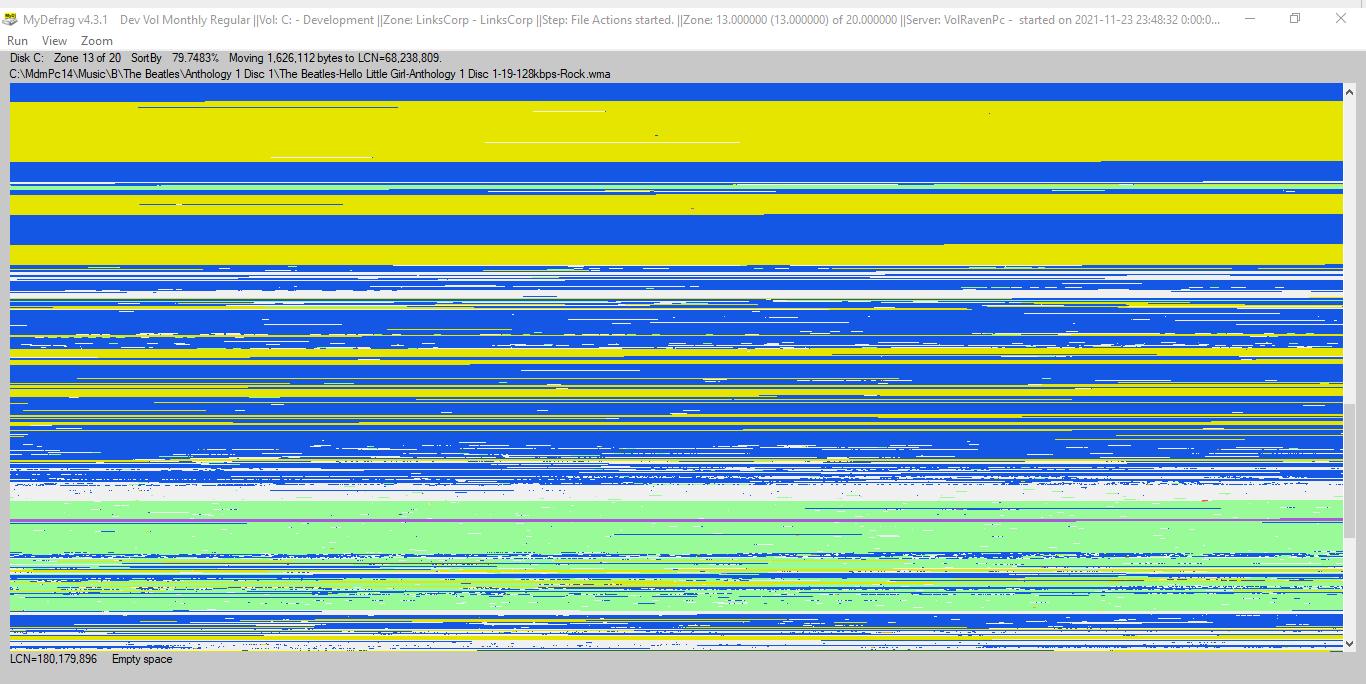 MyDefrag v4.3.1 Dev Vol Monthly Regular ||Vol: C: - Development ||Zone: LinksCorp - LinksCorp ||Step: File Actions started. ||Zone: 13.000000 (13.000000) of 20.000000 ||Server: VolRavenPc - started on 2021-11-23 23:48:32 0:00:0...
Run View Zoom
Disk C: Zone 13 of 20 SortBy 79.7483% Moving 1,626,112 bytes to LCN=68,238,809.
C:\MdmPc14\Music\B\The Beatles\Anthology 1 Disc 1\The Beatles-Hello Little Girl-Anthology 1 Disc 1-19-128kbps-Rock.wma
LCN=180,179,896 Empty space